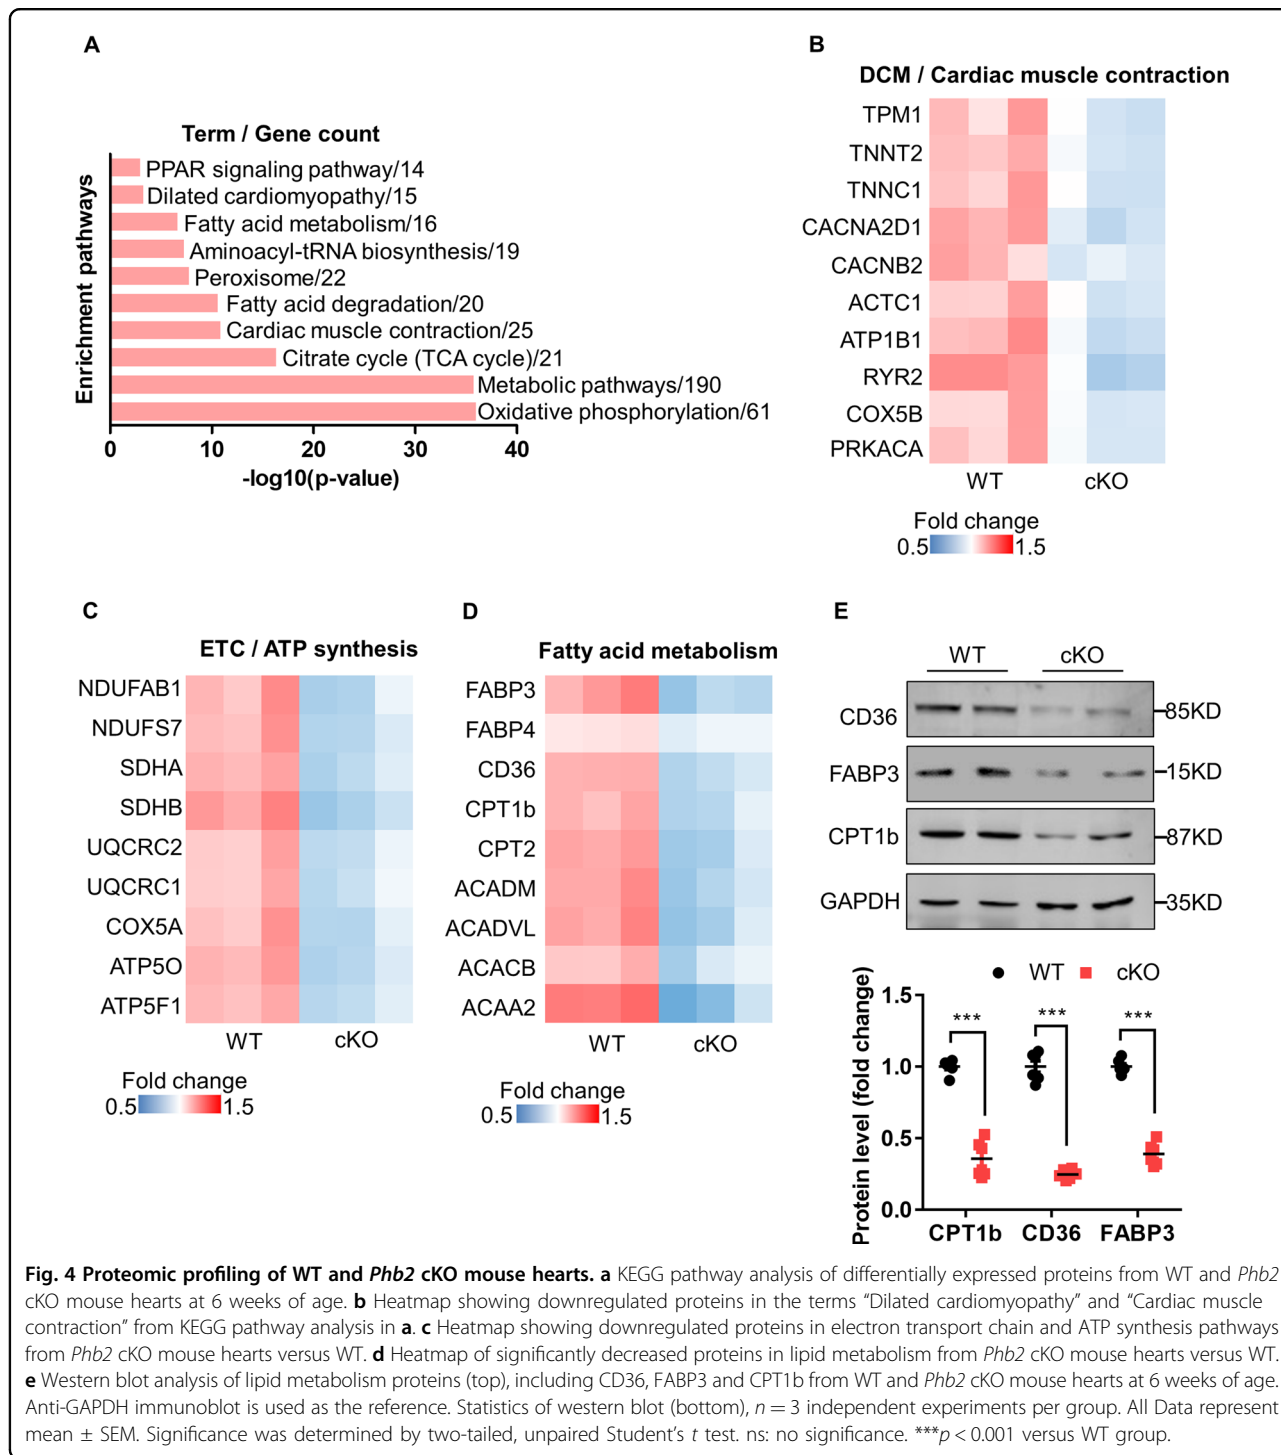 A
Term / Gene count
Enrichment pathways
PPAR signaling pathway/14
Dilated cardiomyopathy/15
Fatty acid metabolism/16
Aminoacyl-tRNA biosynthesis/19
Peroxisome/22
Fatty acid degradation/20
Cardiac muscle contraction/25
Citrate cycle (TCA cycle)/21
Metabolic pathways/190
Oxidative phosphorylation/61
0 10 20 30 40
-log10(p-value)
B
DCM / Cardiac muscle contraction
TPM1
TNNT2
TNNC1
CACNA2D1
CACNB2
ACTC1
ATP1B1
RYR2
COX5B
PRKACA
WT cKO
Fold change
0.5 1.5
C
ETC / ATP synthesis
NDUFAB1
NDUFS7
SDHA
SDHB
UQCRC2
UQCRC1
COX5A
ATP5O
ATP5F1
WT cKO
Fold change
0.5 1.5
D
Fatty acid metabolism
FABP3
FABP4
CD36
CPT1b
CPT2
ACADM
ACADVL
ACACB
ACAA2
WT cKO
Fold change
0.5 1.5
E
WT cKO
CD36 85KD
FABP3 15KD
CPT1b 87KD
GAPDH 35KD
WT cKO
Protein level (fold change)
1.5
1.0
0.5
0.0
*** *** ***
CPT1b CD36 FABP3
Fig. 4 Proteomic profiling of WT and Phb2 cKO mouse hearts. a KEGG pathway analysis of differentially expressed proteins from WT and Phb2
cKO mouse hearts at 6 weeks of age. b Heatmap showing downregulated proteins in the terms “Dilated cardiomyopathy” and “Cardiac muscle
contraction” from KEGG pathway analysis in a. c Heatmap showing downregulated proteins in electron transport chain and ATP synthesis pathways
from Phb2 cKO mouse hearts versus WT. d Heatmap of significantly decreased proteins in lipid metabolism from Phb2 cKO mouse hearts versus WT.
e Western blot analysis of lipid metabolism proteins (top), including CD36, FABP3 and CPT1b from WT and Phb2 cKO mouse hearts at 6 weeks of age.
Anti-GAPDH immunoblot is used as the reference. Statistics of western blot (bottom), n = 3 independent experiments per group. All Data represent
mean ± SEM. Significance was determined by two-tailed, unpaired Student’s t test. ns: no significance. ***p < 0.001 versus WT group.